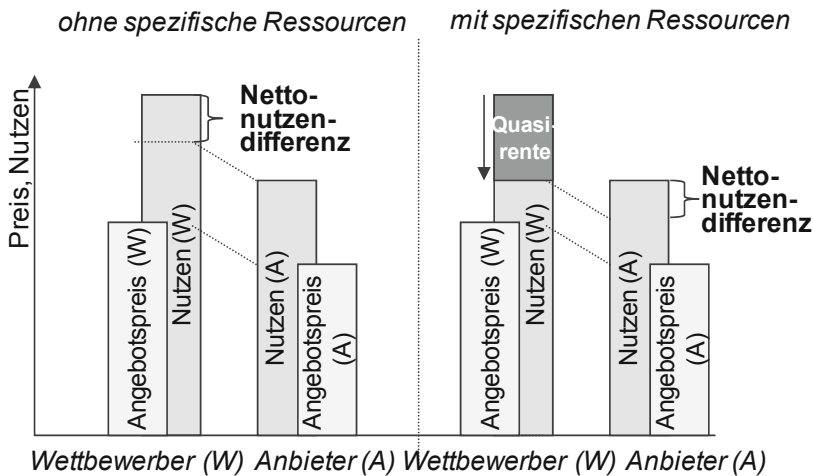 ohne spezifische Ressourcen
mit spezifischen Ressourcen
Preis, Nutzen
Netto-
nutzen-
differenz
Angebotspreis (W)
Nutzen (W)
Nutzen (A)
Angebotspreis
(A)
Quasi-
rente
Netto-
nutzen-
differenz
Angebotspreis (W)
Nutzen (W)
Nutzen (A)
Angebotspreis
(A)
Wettbewerber (W) Anbieter (A) Wettbewerber (W) Anbieter (A)